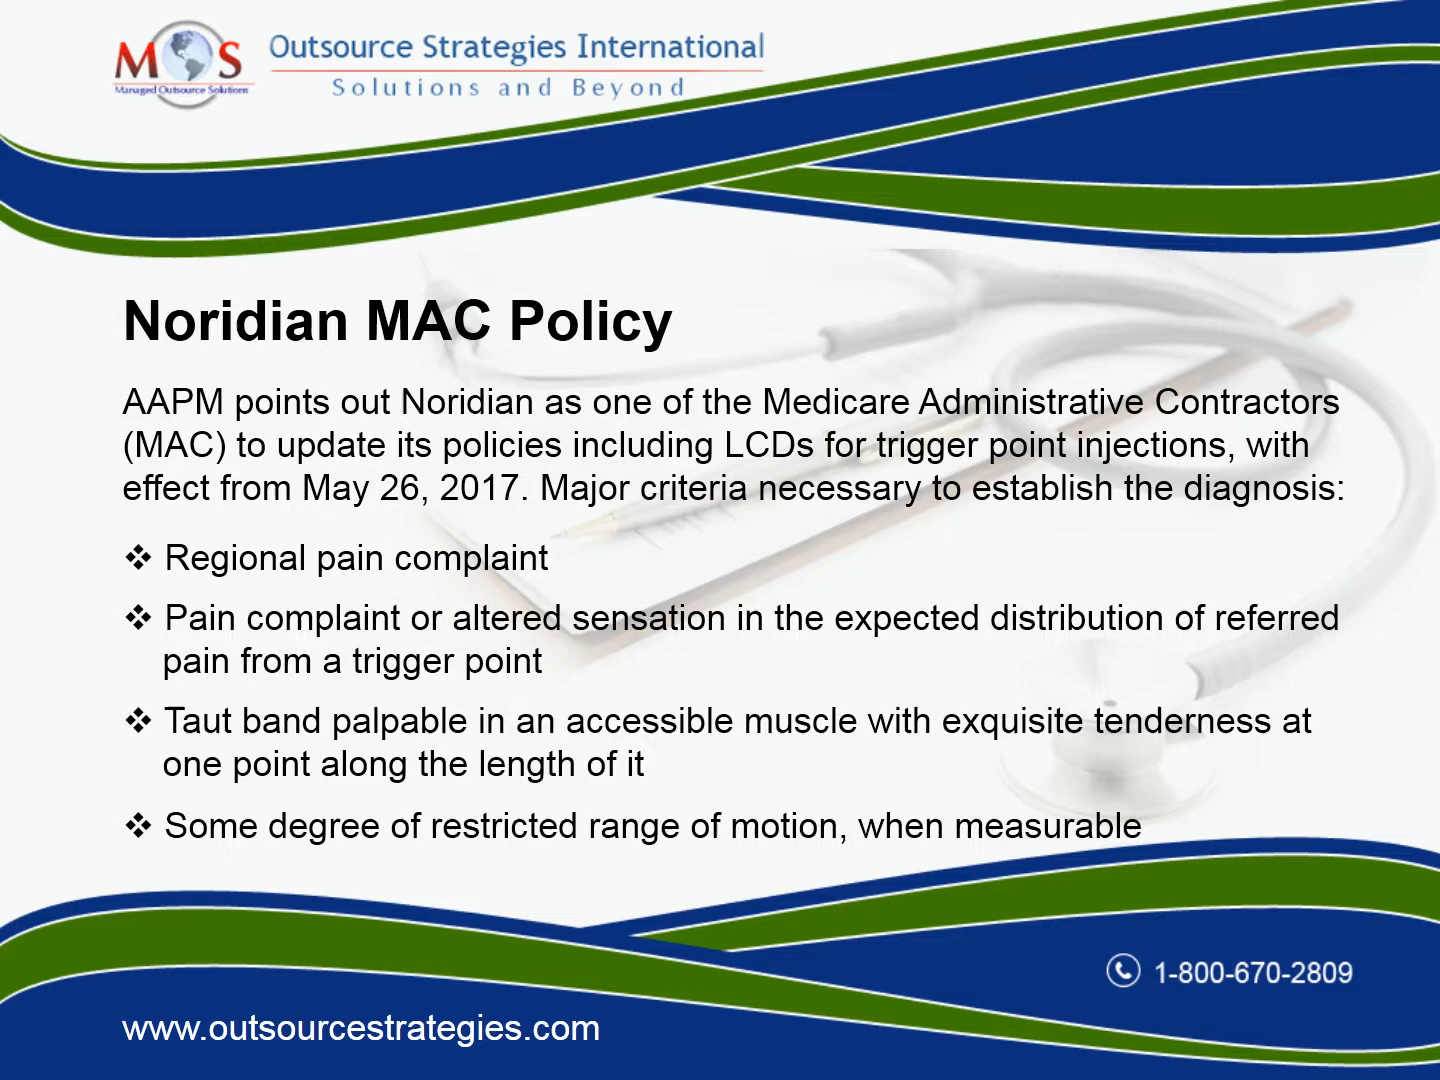 MOS
Managed Outsource Solutions
Outsource Strategies International
Solutions and Beyond
Noridian MAC Policy
AAPM points out Noridian as one of the Medicare Administrative Contractors
(MAC) to update its policies including LCDs for trigger point injections, with
effect from May 26, 2017. Major criteria necessary to establish the diagnosis:
❖ Regional pain complaint
❖ Pain complaint or altered sensation in the expected distribution of referred
pain from a trigger point
❖ Taut band palpable in an accessible muscle with exquisite tenderness at
one point along the length of it
❖ Some degree of restricted range of motion, when measurable
1-800-670-2809
www.outsourcestrategies.com